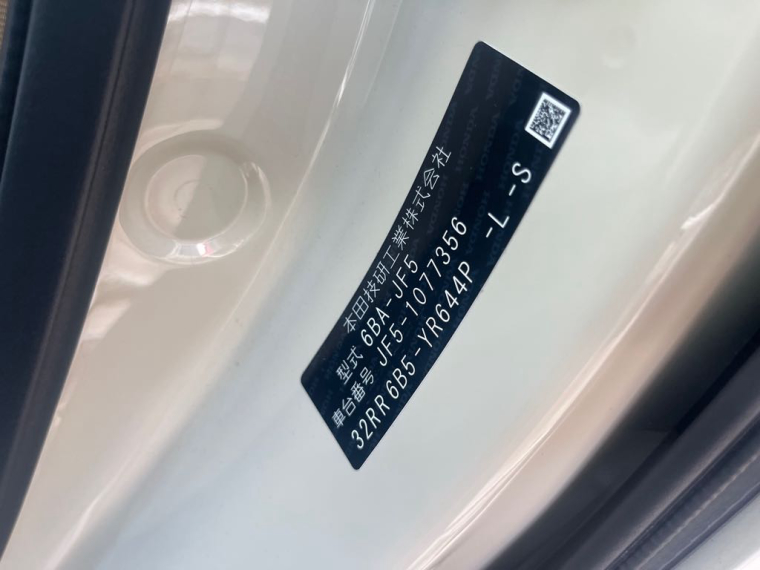 本田技研工業株式会社
型式 6BA-JF5
車台番号 JF5-1077356
32RR6B5-YR644P -L-S